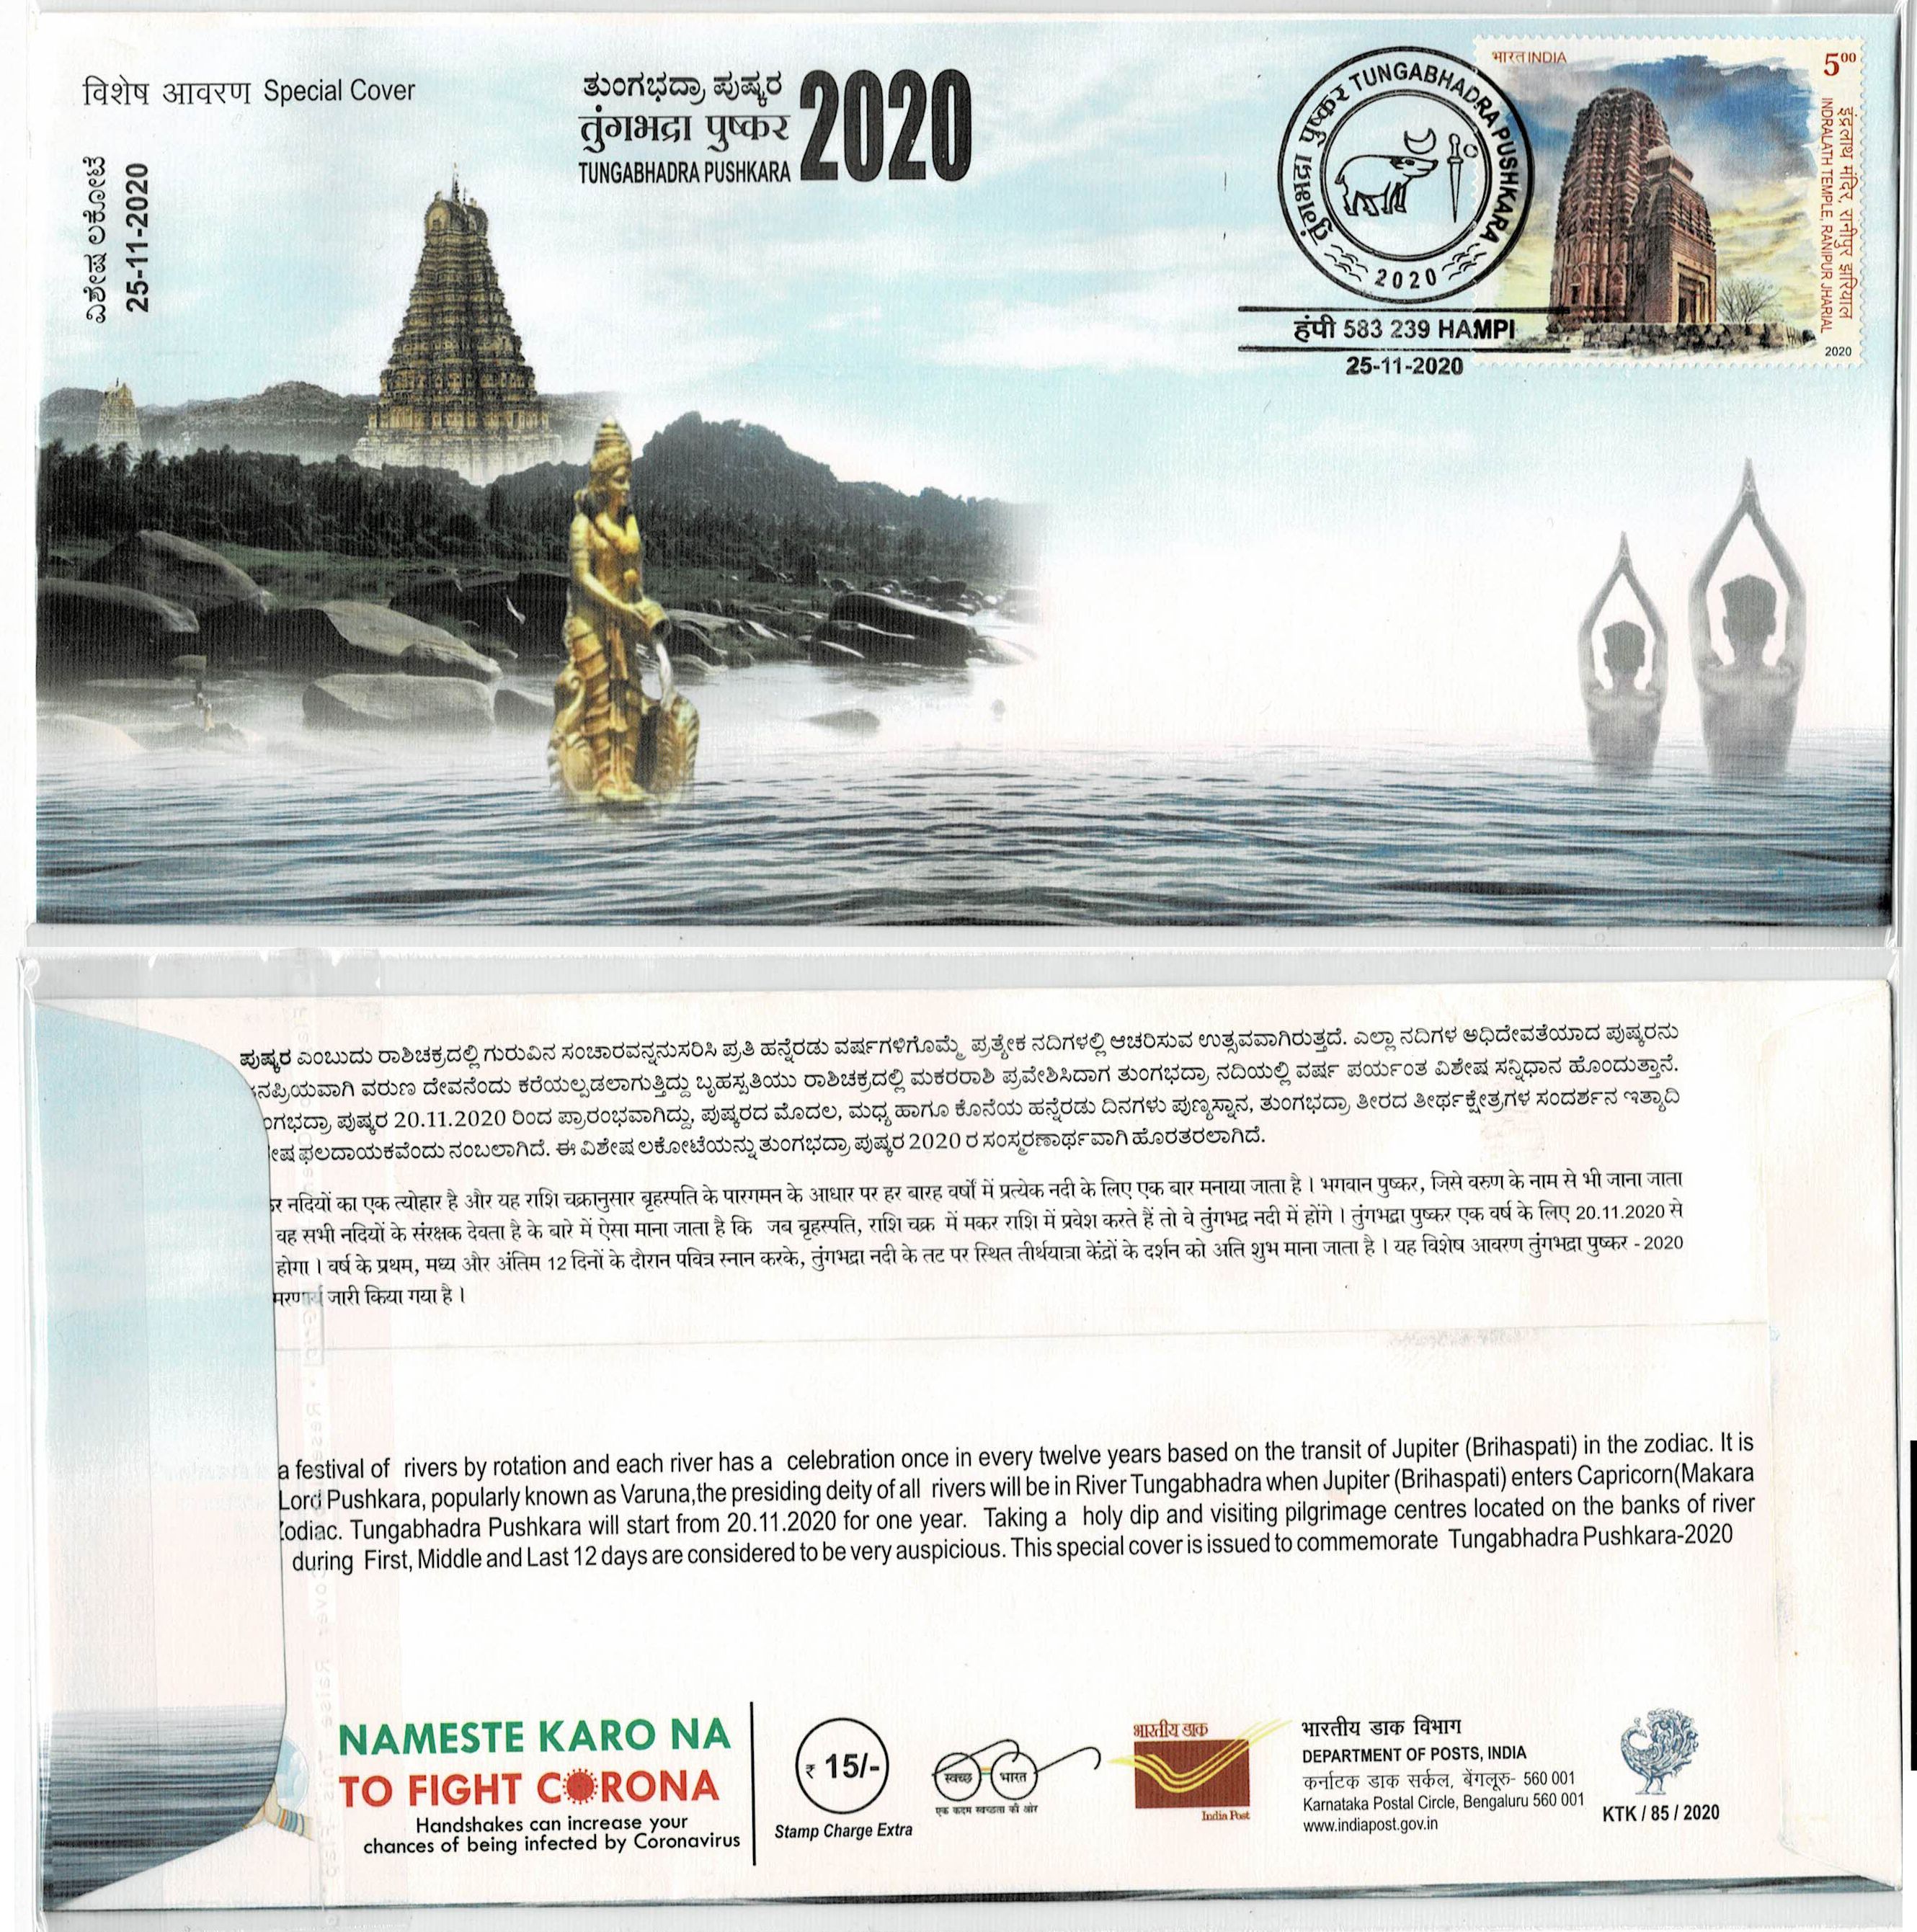 विशेष आवरण Special Cover
ವಿಶೇಷ ಲಕೋಟೆ
25-11-2020
ತುಂಗಭದ್ರಾ ಪುಷ್ಕರ
तुंगभद्रा पुष्कर
TUNGABHADRA PUSHKARA
2020
तुंगभद्रा पुष्कर TUNGABHADRA PUSHKARA
2020
हंपी 583 239 HAMPI
25-11-2020
भारत INDIA
500
इंद्रलाथ मंदिर, रानीपुर झरियाल
INDRALATH TEMPLE, RANIPUR JHARIAL
2020
ಪುಷ್ಕರ ಎಂಬುದು ರಾಶಿಚಕ್ರದಲ್ಲಿ ಗುರುವಿನ ಸಂಚಾರವನ್ನನುಸರಿಸಿ ಪ್ರತಿ ಹನ್ನೆರಡು ವರ್ಷಗಳಿಗೊಮ್ಮೆ ಪ್ರತ್ಯೇಕ ನದಿಗಳಲ್ಲಿ ಆಚರಿಸುವ ಉತ್ಸವವಾಗಿರುತ್ತದೆ. ಎಲ್ಲಾ ನದಿಗಳ ಅಧಿದೇವತೆಯಾದ ಪುಷ್ಕರನು
ನಪ್ರಿಯವಾಗಿ ವರುಣ ದೇವನೆಂದು ಕರೆಯಲ್ಪಡಲಾಗುತ್ತಿದ್ದು ಬೃಹಸ್ಪತಿಯು ರಾಶಿಚಕ್ರದಲ್ಲಿ ಮಕರರಾಶಿ ಪ್ರವೇಶಿಸಿದಾಗ ತುಂಗಭದ್ರಾ ನದಿಯಲ್ಲಿ ವರ್ಷ ಪರ್ಯಂತ ವಿಶೇಷ ಸನ್ನಿಧಾನ ಹೊಂದುತ್ತಾನೆ.
ಂಗಭದ್ರಾ ಪುಷ್ಕರ 20.11.2020 ರಿಂದ ಪ್ರಾರಂಭವಾಗಿದ್ದು, ಪುಷ್ಕರದ ಮೊದಲ, ಮಧ್ಯ ಹಾಗೂ ಕೊನೆಯ ಹನ್ನೆರಡು ದಿನಗಳು ಪುಣ್ಯಸ್ನಾನ, ತುಂಗಭದ್ರಾ ತೀರದ ತೀರ್ಥಕ್ಷೇತ್ರಗಳ ಸಂದರ್ಶನ ಇತ್ಯಾದಿ
ೇಷ ಫಲದಾಯಕವೆಂದು ನಂಬಲಾಗಿದೆ. ಈ ವಿಶೇಷ ಲಕೋಟೆಯನ್ನು ತುಂಗಭದ್ರಾ ಪುಷ್ಕರ 2020 ರ ಸಂಸ್ಮರಣಾರ್ಥವಾಗಿ ಹೊರತರಲಾಗಿದೆ.
र नदियों का एक त्योहार है और यह राशि चक्रानुसार बृहस्पति के पारगमन के आधार पर हर बारह वर्षों में प्रत्येक नदी के लिए एक बार मनाया जाता है। भगवान पुष्कर, जिसे वरुण के नाम से भी जाना जाता
वह सभी नदियों के संरक्षक देवता है के बारे में ऐसा माना जाता है कि जब बृहस्पति, राशि चक्र में मकर राशि में प्रवेश करते हैं तो वे तुंगभद्र नदी में होंगे। तुंगभद्रा पुष्कर एक वर्ष के लिए 20.11.2020 से
होगा। वर्ष के प्रथम, मध्य और अंतिम 12 दिनों के दौरान पवित्र स्नान करके, तुंगभद्रा नदी के तट पर स्थित तीर्थयात्रा केंद्रों के दर्शन को अति शुभ माना जाता है। यह विशेष आवरण तुंगभद्रा पुष्कर - 2020
मरणार्थ जारी किया गया है।
a festival of rivers by rotation and each river has a celebration once in every twelve years based on the transit of Jupiter (Brihaspati) in the zodiac. It is
Lord Pushkara, popularly known as Varuna,the presiding deity of all rivers will be in River Tungabhadra when Jupiter (Brihaspati) enters Capricorn(Makara
odiac. Tungabhadra Pushkara will start from 20.11.2020 for one year. Taking a holy dip and visiting pilgrimage centres located on the banks of river
during First, Middle and Last 12 days are considered to be very auspicious. This special cover is issued to commemorate Tungabhadra Pushkara-2020
NAMESTE KARO NA
TO FIGHT CORONA
Handshakes can increase your
chances of being infected by Coronavirus
₹ 15/-
Stamp Charge Extra
स्वच्छ भारत
एक कदम स्वच्छता की ओर
भारतीय डाक
India Post
भारतीय डाक विभाग
DEPARTMENT OF POSTS, INDIA
कर्नाटक डाक सर्कल, बेंगलूरु- 560 001
Karnataka Postal Circle, Bengaluru 560 001
www.indiapost.gov.in
KTK / 85 / 2020